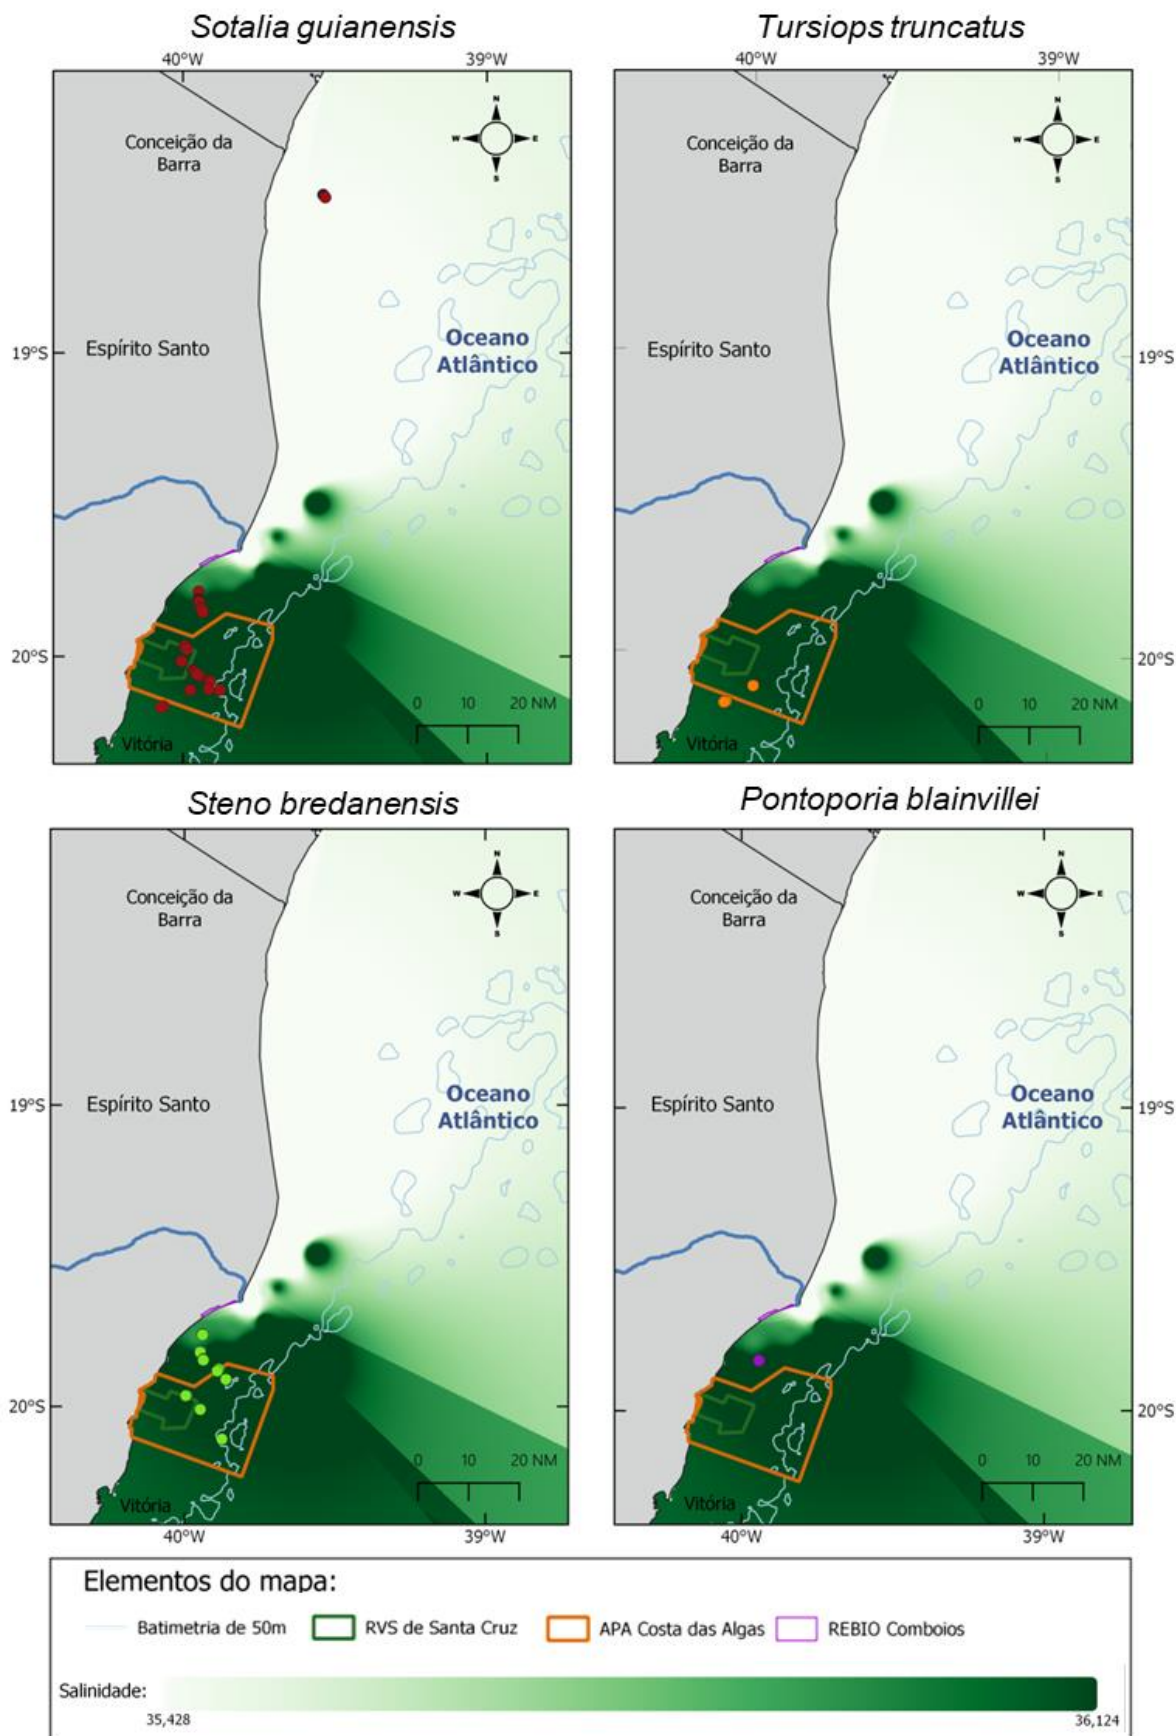 Sotalia guianensis
Tursiops truncatus
40°W
39°W
40°W
39°W
Conceição da
Barra
N
W
E
S
Espírito Santo
Oceano
Atlântico
19°S
20°S
0 10 20 NM
Vitória
Conceição da
Barra
N
W
E
S
Espírito Santo
Oceano
Atlântico
19°S
20°S
0 10 20 NM
Vitória
Steno bredanensis
Pontoporia blainvillei
Conceição da
Barra
N
W
E
S
Espírito Santo
Oceano
Atlântico
19°S
20°S
0 10 20 NM
Vitória
40°W
39°W
Conceição da
Barra
N
W
E
S
Espírito Santo
Oceano
Atlântico
19°S
20°S
0 10 20 NM
Vitória
40°W
39°W
Elementos do mapa:
Batimetria de 50m
RVS de Santa Cruz
APA Costa das Algas
REBIO Comboios
Salinidade:
35,428
36,124